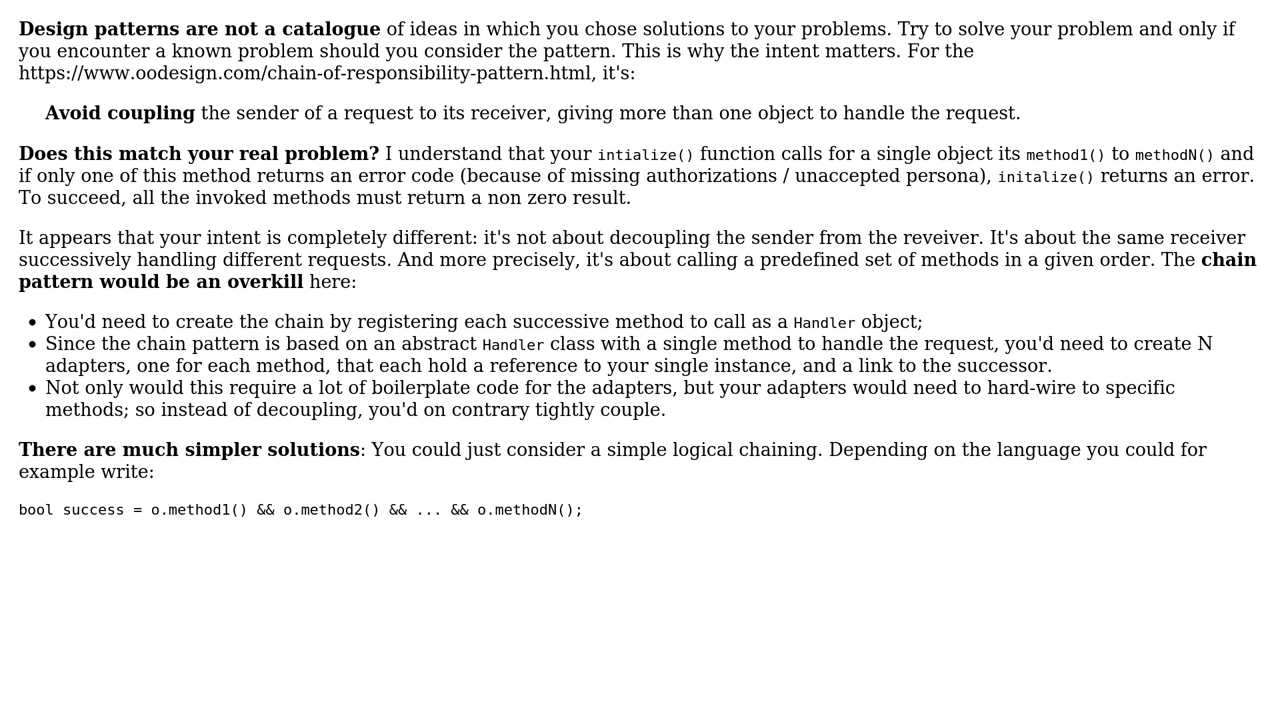 Design patterns are not a catalogue of ideas in which you chose solutions to your problems. Try to solve your problem and only if
you encounter a known problem should you consider the pattern. This is why the intent matters. For the
https://www.oodesign.com/chain-of-responsibility-pattern.html, it's:
Avoid coupling the sender of a request to its receiver, giving more than one object to handle the request.
Does this match your real problem? I understand that your intialize() function calls for a single object its method1() to methodN() and
if only one of this method returns an error code (because of missing authorizations / unaccepted persona), initalize() returns an error.
To succeed, all the invoked methods must return a non zero result.
It appears that your intent is completely different: it's not about decoupling the sender from the reveiver. It's about the same receiver
successively handling different requests. And more precisely, it's about calling a predefined set of methods in a given order. The chain
pattern would be an overkill here:
• You'd need to create the chain by registering each successive method to call as a Handler object;
• Since the chain pattern is based on an abstract Handler class with a single method to handle the request, you'd need to create N
adapters, one for each method, that each hold a reference to your single instance, and a link to the successor.
• Not only would this require a lot of boilerplate code for the adapters, but your adapters would need to hard-wire to specific
methods; so instead of decoupling, you'd on contrary tightly couple.
There are much simpler solutions: You could just consider a simple logical chaining. Depending on the language you could for
example write:
bool success = o.method1() && o.method2() && ... && o.methodN();